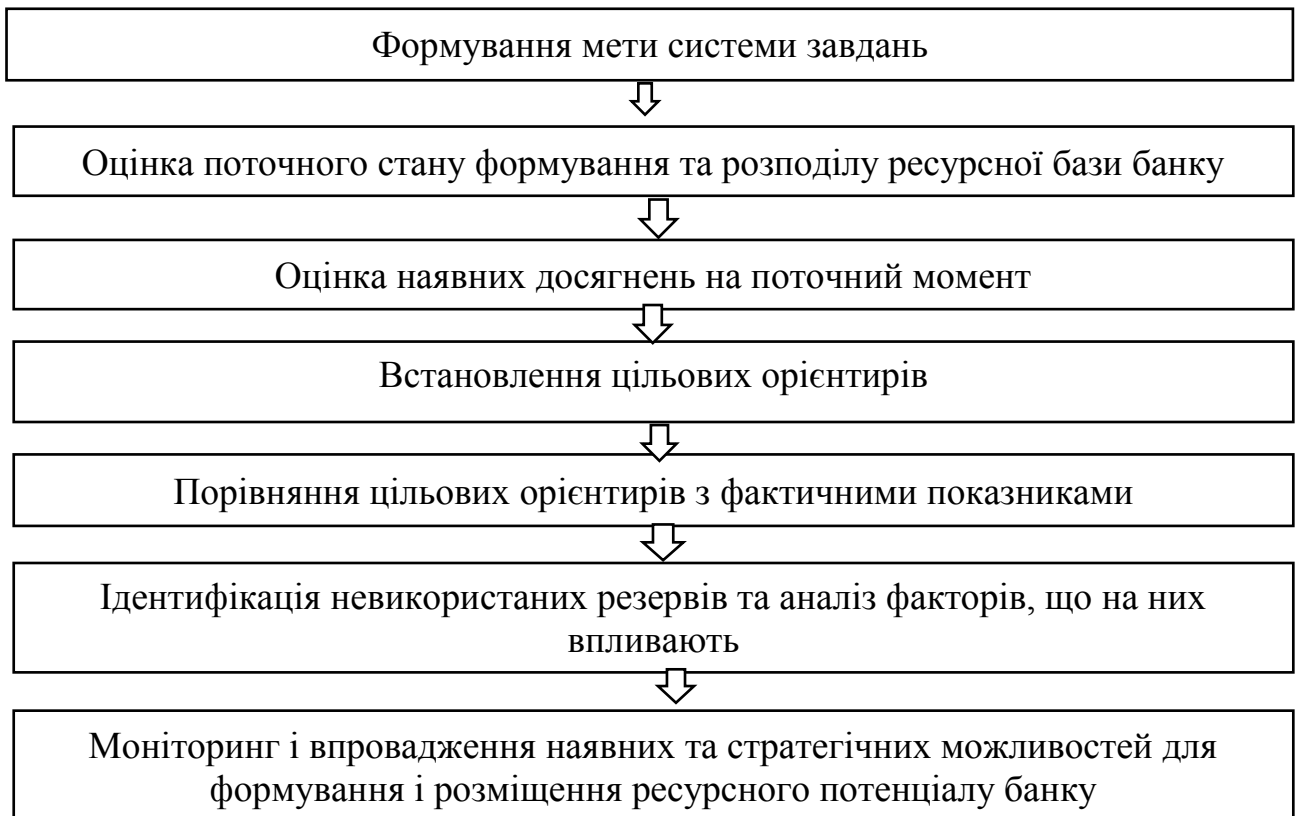 Формування мети системи завдань
Оцінка поточного стану формування та розподілу ресурсної бази банку
Оцінка наявних досягнень на поточний момент
Встановлення цільових орієнтирів
Порівняння цільових орієнтирів з фактичними показниками
Ідентифікація невикористаних резервів та аналіз факторів, що на них
впливають
Моніторинг і впровадження наявних та стратегічних можливостей для
формування і розміщення ресурсного потенціалу банку